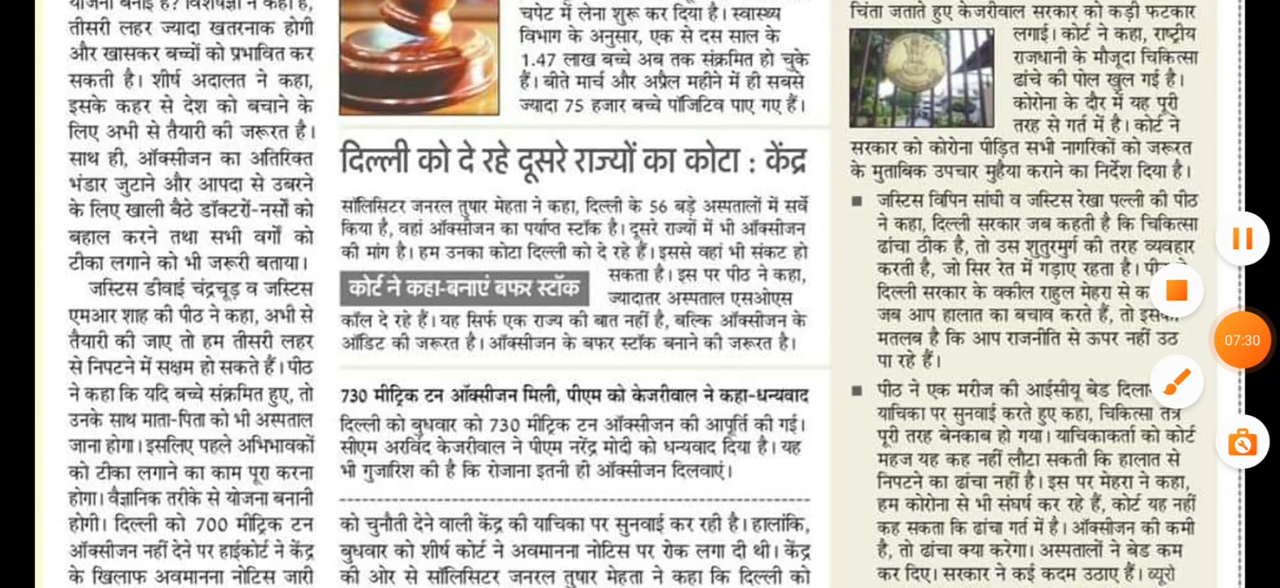 योजना बनाई है? विशेषज्ञों ने कहा है,
तीसरी लहर ज्यादा खतरनाक होगी
और खासकर बच्चों को प्रभावित कर
सकती है। शीर्ष अदालत ने कहा,
इसके कहर से देश को बचाने के
लिए अभी से तैयारी की जरूरत है।
साथ ही, ऑक्सीजन का अतिरिक्त
भंडार जुटाने और आपदा से उबरने
के लिए खाली बैठे डॉक्टरों-नर्सों को
बहाल करने तथा सभी वर्गों को
टीका लगाने को भी जरूरी बताया।
जस्टिस डीवाई चंद्रचूड़ व जस्टिस
एमआर शाह की पीठ ने कहा, अभी से
तैयारी की जाए तो हम तीसरी लहर
से निपटने में सक्षम हो सकते हैं। पीठ
ने कहा कि यदि बच्चे संक्रमित हुए, तो
उनके साथ माता-पिता को भी अस्पताल
जाना होगा। इसलिए पहले अभिभावकों
को टीका लगाने का काम पूरा करना
होगा। वैज्ञानिक तरीके से योजना बनानी
होगी। दिल्ली को 700 मीट्रिक टन
ऑक्सीजन नहीं देने पर हाईकोर्ट ने केंद्र
के खिलाफ अवमानना नोटिस जारी
चपेट में लेना शुरू कर दिया है। स्वास्थ्य
विभाग के अनुसार, एक से दस साल के
1.47 लाख बच्चे अब तक संक्रमित हो चुके
हैं। बीते मार्च और अप्रैल महीने में ही सबसे
ज्यादा 75 हजार बच्चे पॉजिटिव पाए गए हैं।
दिल्ली को दे रहे दूसरे राज्यों का कोटा : केंद्र
सॉलिसिटर जनरल तुषार मेहता ने कहा, दिल्ली के 56 बड़े अस्पतालों में सर्वे
किया है, वहां ऑक्सीजन का पर्याप्त स्टॉक है। दूसरे राज्यों में भी ऑक्सीजन
की मांग है। हम उनका कोटा दिल्ली को दे रहे हैं। इससे वहां भी संकट हो
सकता है। इस पर पीठ ने कहा,
कोर्ट ने कहा-बनाएं बफर स्टॉक
ज्यादातर अस्पताल एसओएस
कॉल दे रहे हैं। यह सिर्फ एक राज्य की बात नहीं है, बल्कि ऑक्सीजन के
ऑडिट की जरूरत है। ऑक्सीजन के बफर स्टॉक बनाने की जरूरत है।
730 मीट्रिक टन ऑक्सीजन मिली, पीएम को केजरीवाल ने कहा-धन्यवाद
दिल्ली को बुधवार को 730 मीट्रिक टन ऑक्सीजन की आपूर्ति की गई।
सीएम अरविंद केजरीवाल ने पीएम नरेंद्र मोदी को धन्यवाद दिया है। यह
भी गुजारिश की है कि रोजाना इतनी ही ऑक्सीजन दिलवाएं।
को चुनौती देने वाली केंद्र की याचिका पर सुनवाई कर रही है। हालांकि,
बुधवार को शीर्ष कोर्ट ने अवमानना नोटिस पर रोक लगा दी थी। केंद्र
की ओर से सॉलिसिटर जनरल तुषार मेहता ने कहा कि दिल्ली को
चिंता जताते हुए केजरीवाल सरकार को कड़ी फटकार
लगाई। कोर्ट ने कहा, राष्ट्रीय
राजधानी के मौजूदा चिकित्सा
ढांचे की पोल खुल गई है।
कोरोना के दौर में यह पूरी
तरह से गर्त में है। कोर्ट ने
सरकार को कोरोना पीड़ित सभी नागरिकों को जरूरत
के मुताबिक उपचार मुहैया कराने का निर्देश दिया है।
■ जस्टिस विपिन सांघी व जस्टिस रेखा पल्ली की पीठ
ने कहा, दिल्ली सरकार जब कहती है कि चिकित्सा
ढांचा ठीक है, तो उस शुतुरमुर्ग की तरह व्यवहार
करती है, जो सिर रेत में गड़ाए रहता है।
दिल्ली सरकार के वकील राहुल मेहरा से
जब आप हालात का बचाव करते हैं, तो
मतलब है कि आप राजनीति से ऊपर नहीं उठ
पा रहे हैं।
■ पीठ ने एक मरीज को आईसीयू बेड
याचिका पर सुनवाई करते हुए कहा, चिकित्सा तंत्र
पूरी तरह बेनकाब हो गया। याचिकाकर्ता को कोर्ट
महज यह कह नहीं लौटा सकती कि हालात से
निपटने का ढांचा नहीं है। इस पर मेहरा ने कहा,
हम कोरोना से भी संघर्ष कर रहे हैं, कोर्ट यह नहीं
कह सकता कि ढांचा गर्त में है। ऑक्सीजन की कमी
है, तो ढांचा क्या करेगा। अस्पतालों ने बेड कम
कर दिए। सरकार ने कई कदम उठाए हैं। ब्यूरो
07:30